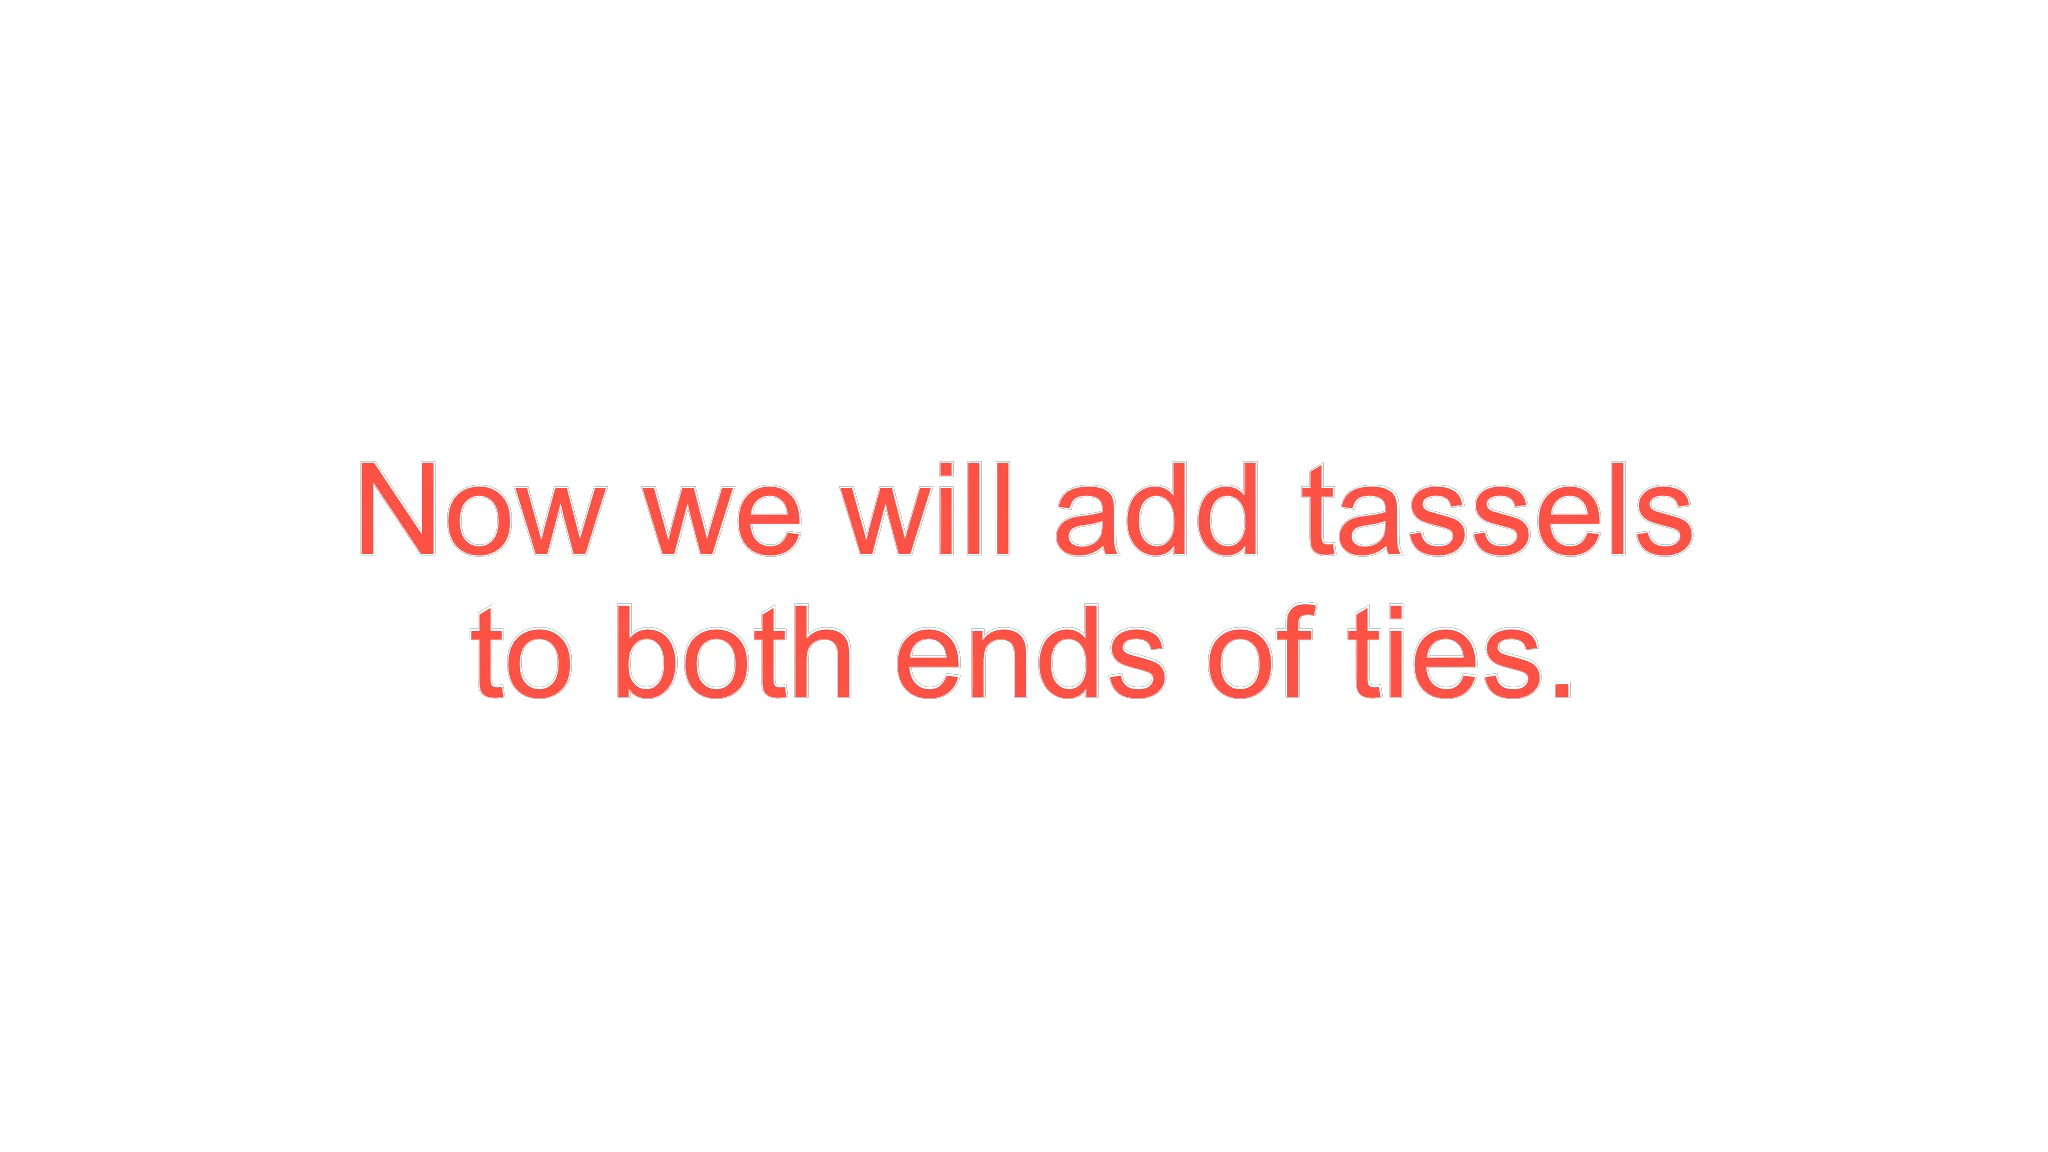 Now we will add tassels
to both ends of ties.